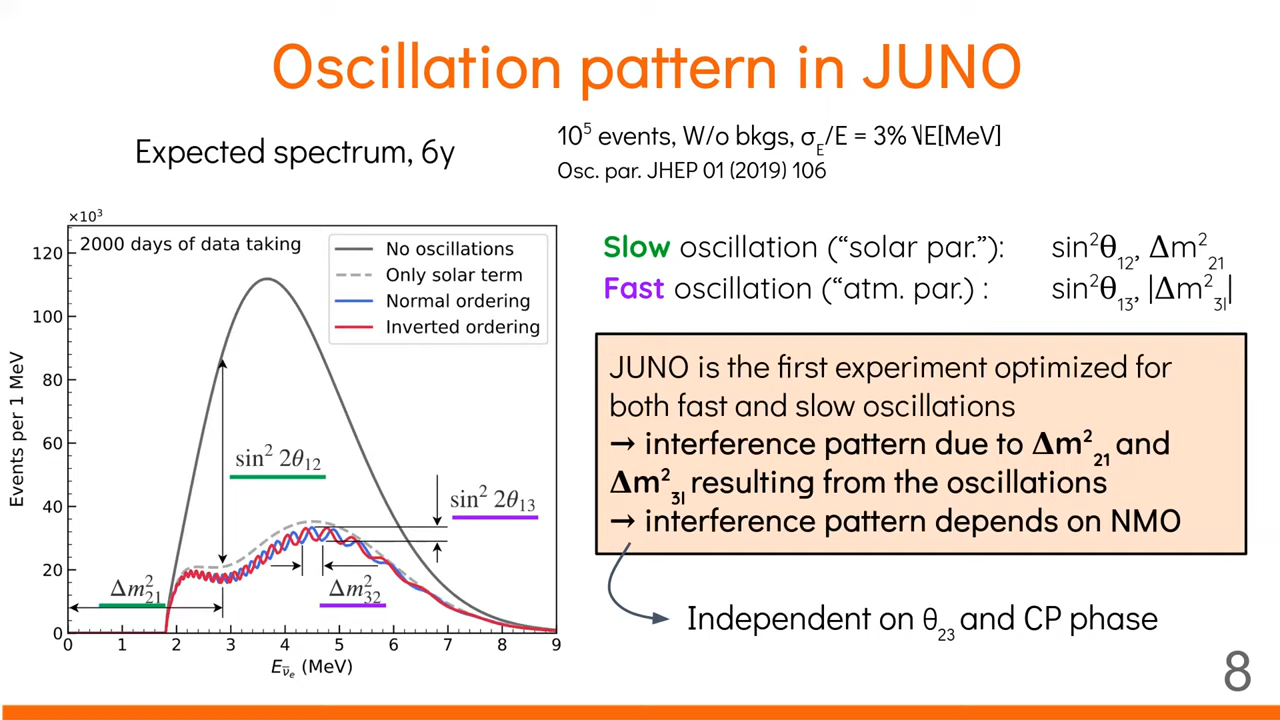 Oscillation pattern in JUNO
Expected spectrum, 6y
10⁵ events, W/o bkgs, σ_E/E = 3% √E[MeV]
Osc. par. JHEP 01 (2019) 106
×10³
2000 days of data taking
No oscillations
Only solar term
Normal ordering
Inverted ordering
120
100
80
60
40
20
0
Events per 1 MeV
sin² 2θ₁₂
sin² 2θ₁₃
Δm²₂₁
Δm²₃₂
0 1 2 3 4 5 6 7 8 9
E_ν̅ₑ (MeV)
Slow oscillation (“solar par.”): sin²θ₁₂, Δm²₂₁
Fast oscillation (“atm. par.) : sin²θ₁₃, |Δm²₃ₗ|
JUNO is the first experiment optimized for
both fast and slow oscillations
→ interference pattern due to Δm²₂₁ and
Δm²₃ₗ resulting from the oscillations
→ interference pattern depends on NMO
Independent on θ₂₃ and CP phase
8